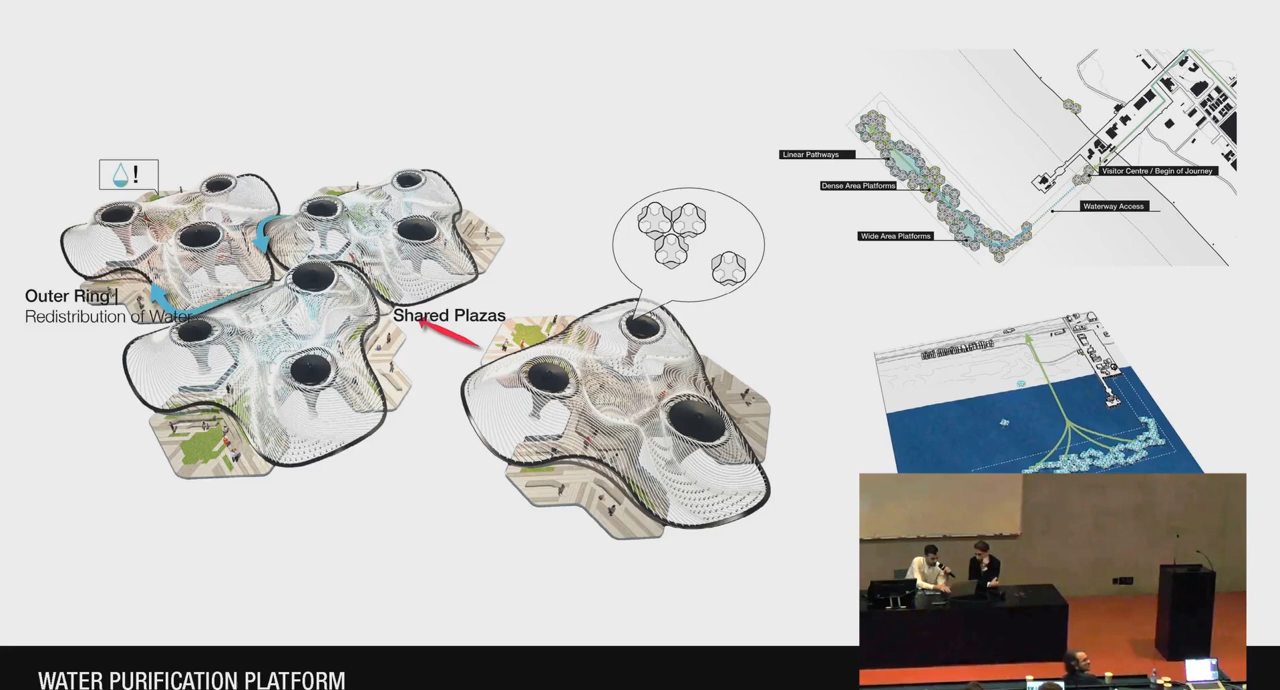 !
Outer Ring |
Redistribution of Water
Shared Plazas
Linear Pathways
Dense Area Platforms
Wide Area Platforms
Visitor Centre / Begin of Journey
Waterway Access
WATER PURIFICATION PLATFORM